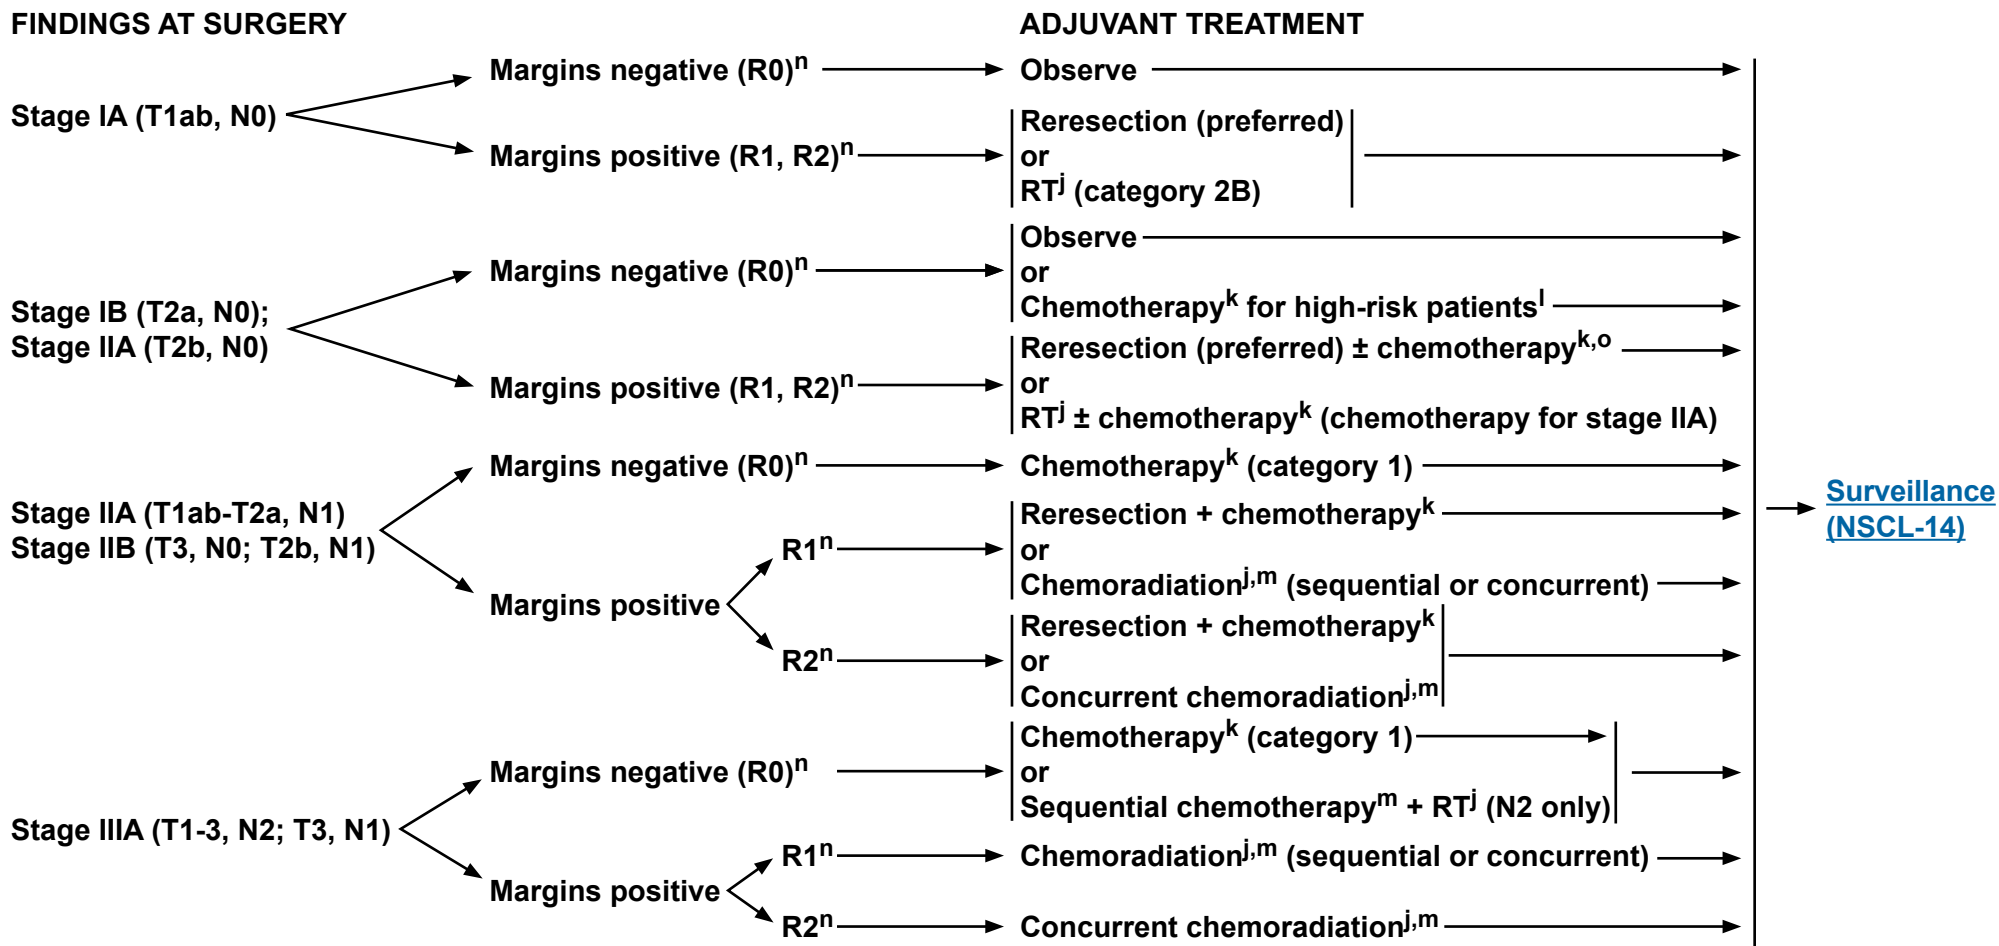 FINDINGS AT SURGERY
ADJUVANT TREATMENT
Stage IA (T1ab, N0)
Margins negative (R0)n
Observe
Margins positive (R1, R2)n
Reresection (preferred)
or
RTj (category 2B)
Stage IB (T2a, N0);
Stage IIA (T2b, N0)
Margins negative (R0)n
Observe
or
Chemotherapyk for high-risk patientsl
Margins positive (R1, R2)n
Reresection (preferred) ± chemotherapyk,o
or
RTj ± chemotherapyk (chemotherapy for stage IIA)
Stage IIA (T1ab-T2a, N1)
Stage IIB (T3, N0; T2b, N1)
Margins negative (R0)n
Chemotherapyk (category 1)
Margins positive
R1n
Reresection + chemotherapyk
or
Chemoradiationj,m (sequential or concurrent)
R2n
Reresection + chemotherapyk
or
Concurrent chemoradiationj,m
Stage IIIA (T1-3, N2; T3, N1)
Margins negative (R0)n
Chemotherapyk (category 1)
or
Sequential chemotherapym + RTj (N2 only)
Margins positive
R1n
Chemoradiationj,m (sequential or concurrent)
R2n
Concurrent chemoradiationj,m
Surveillance
(NSCL-14)